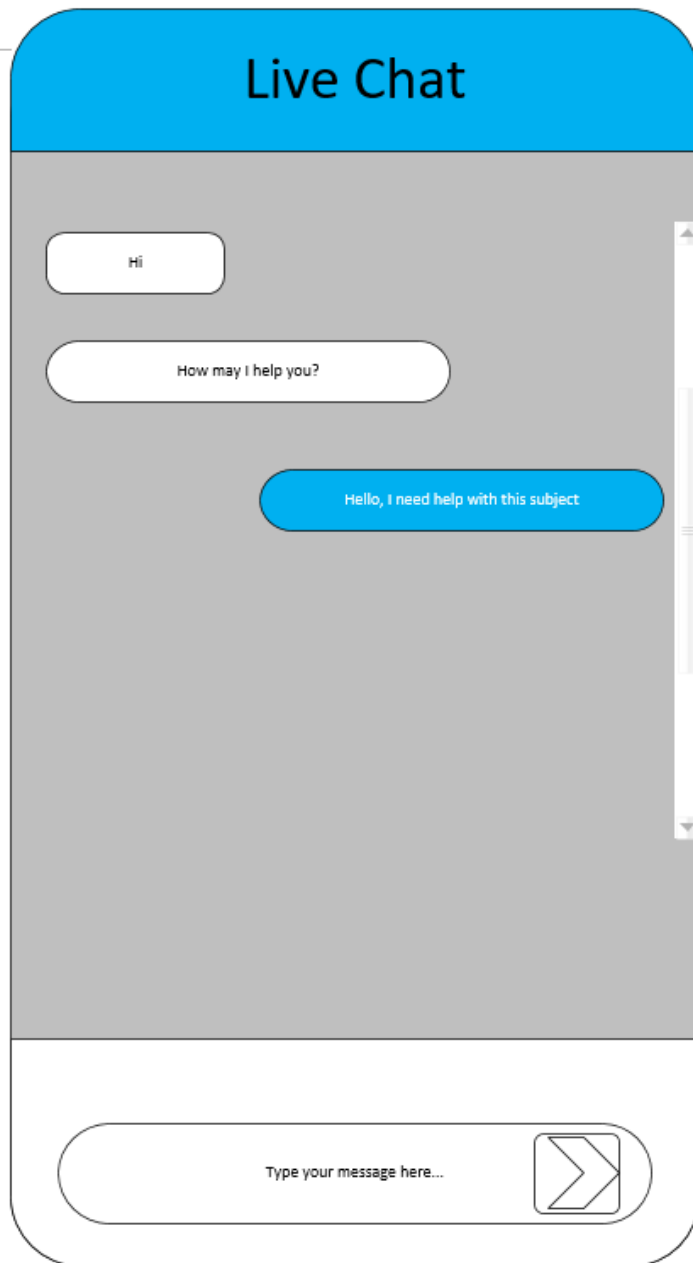 Live Chat
Hi
How may I help you?
Hello, I need help with this subject
Type your message here...